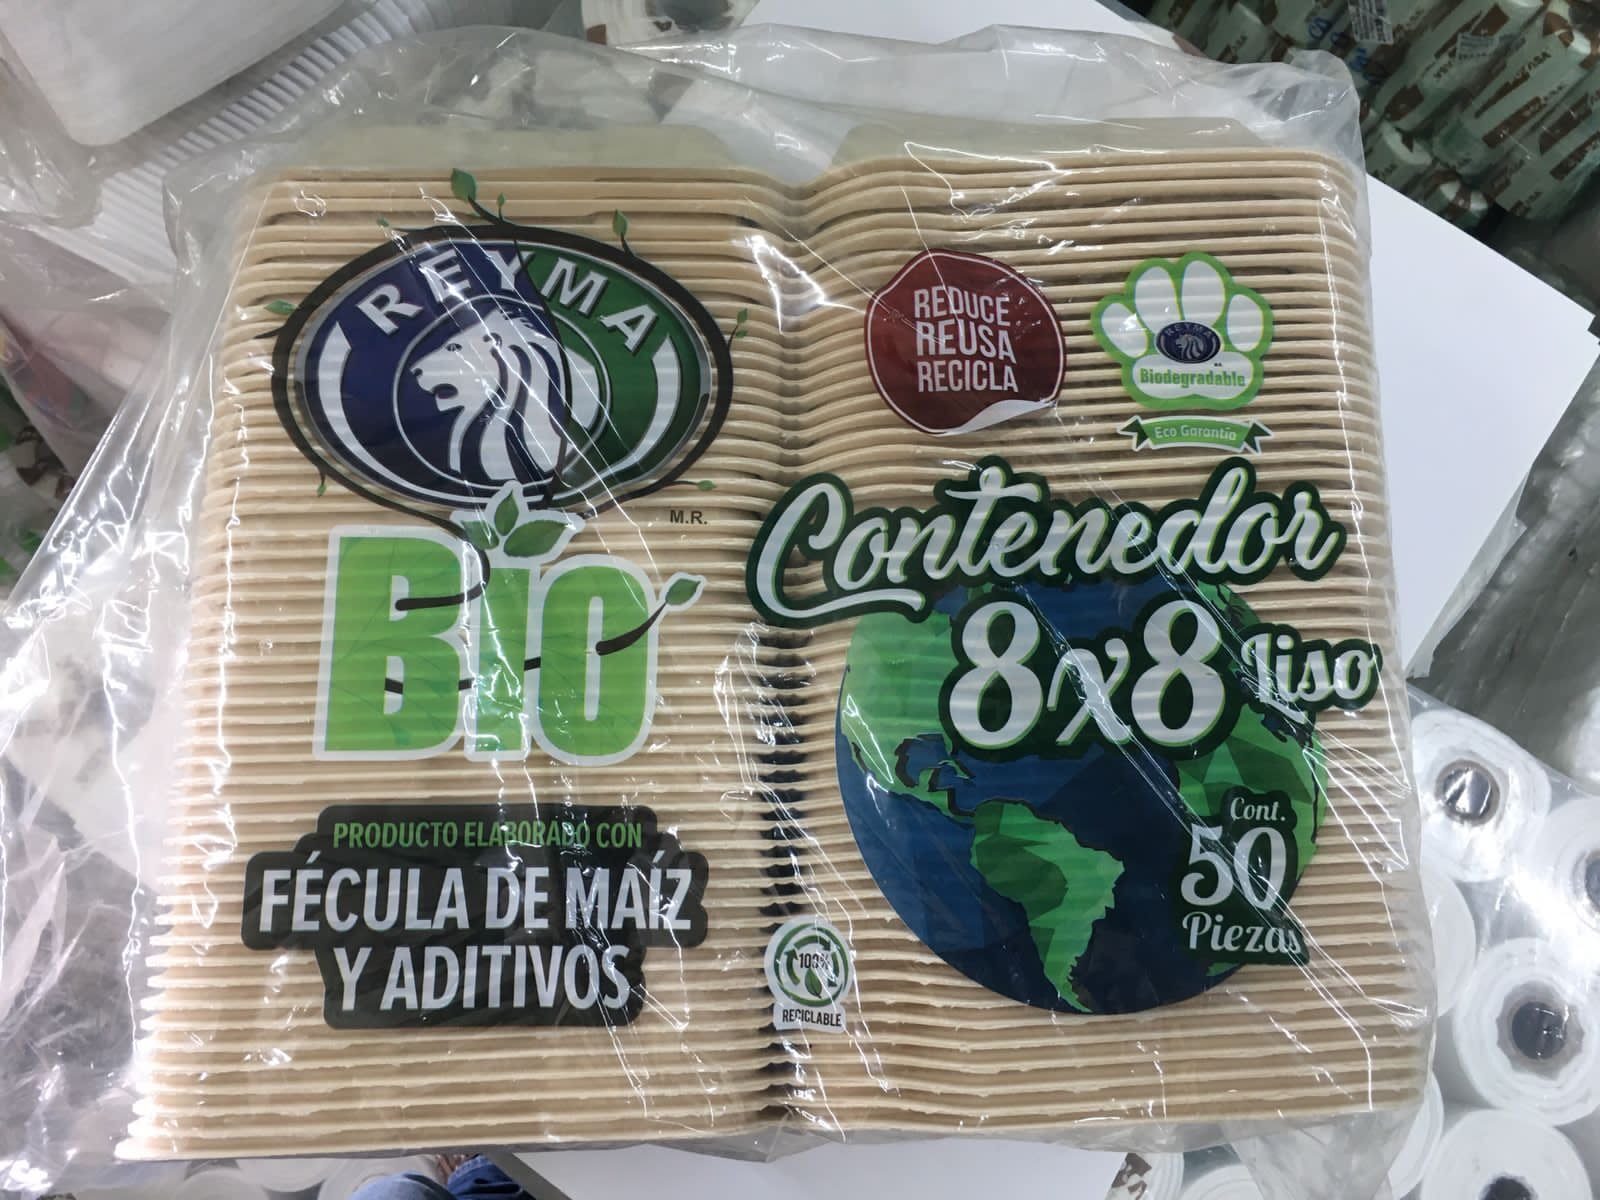 REYMA
M.R.
BIO
PRODUCTO ELABORADO CON
FÉCULA DE MAÍZ
Y ADITIVOS
REDUCE
REUSA
RECICLA
REYMA
Biodegradable
Eco Garantía
Contenedor
8x8 Liso
Cont.
50
Piezas
100%
RECICLABLE